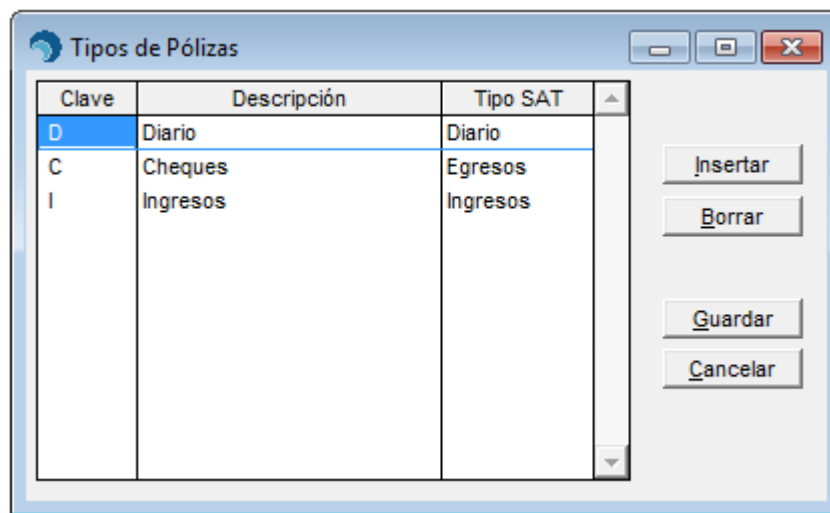 Tipos de Pólizas
Clave Descripción Tipo SAT
D Diario Diario
C Cheques Egresos
I Ingresos Ingresos
Insertar
Borrar
Guardar
Cancelar